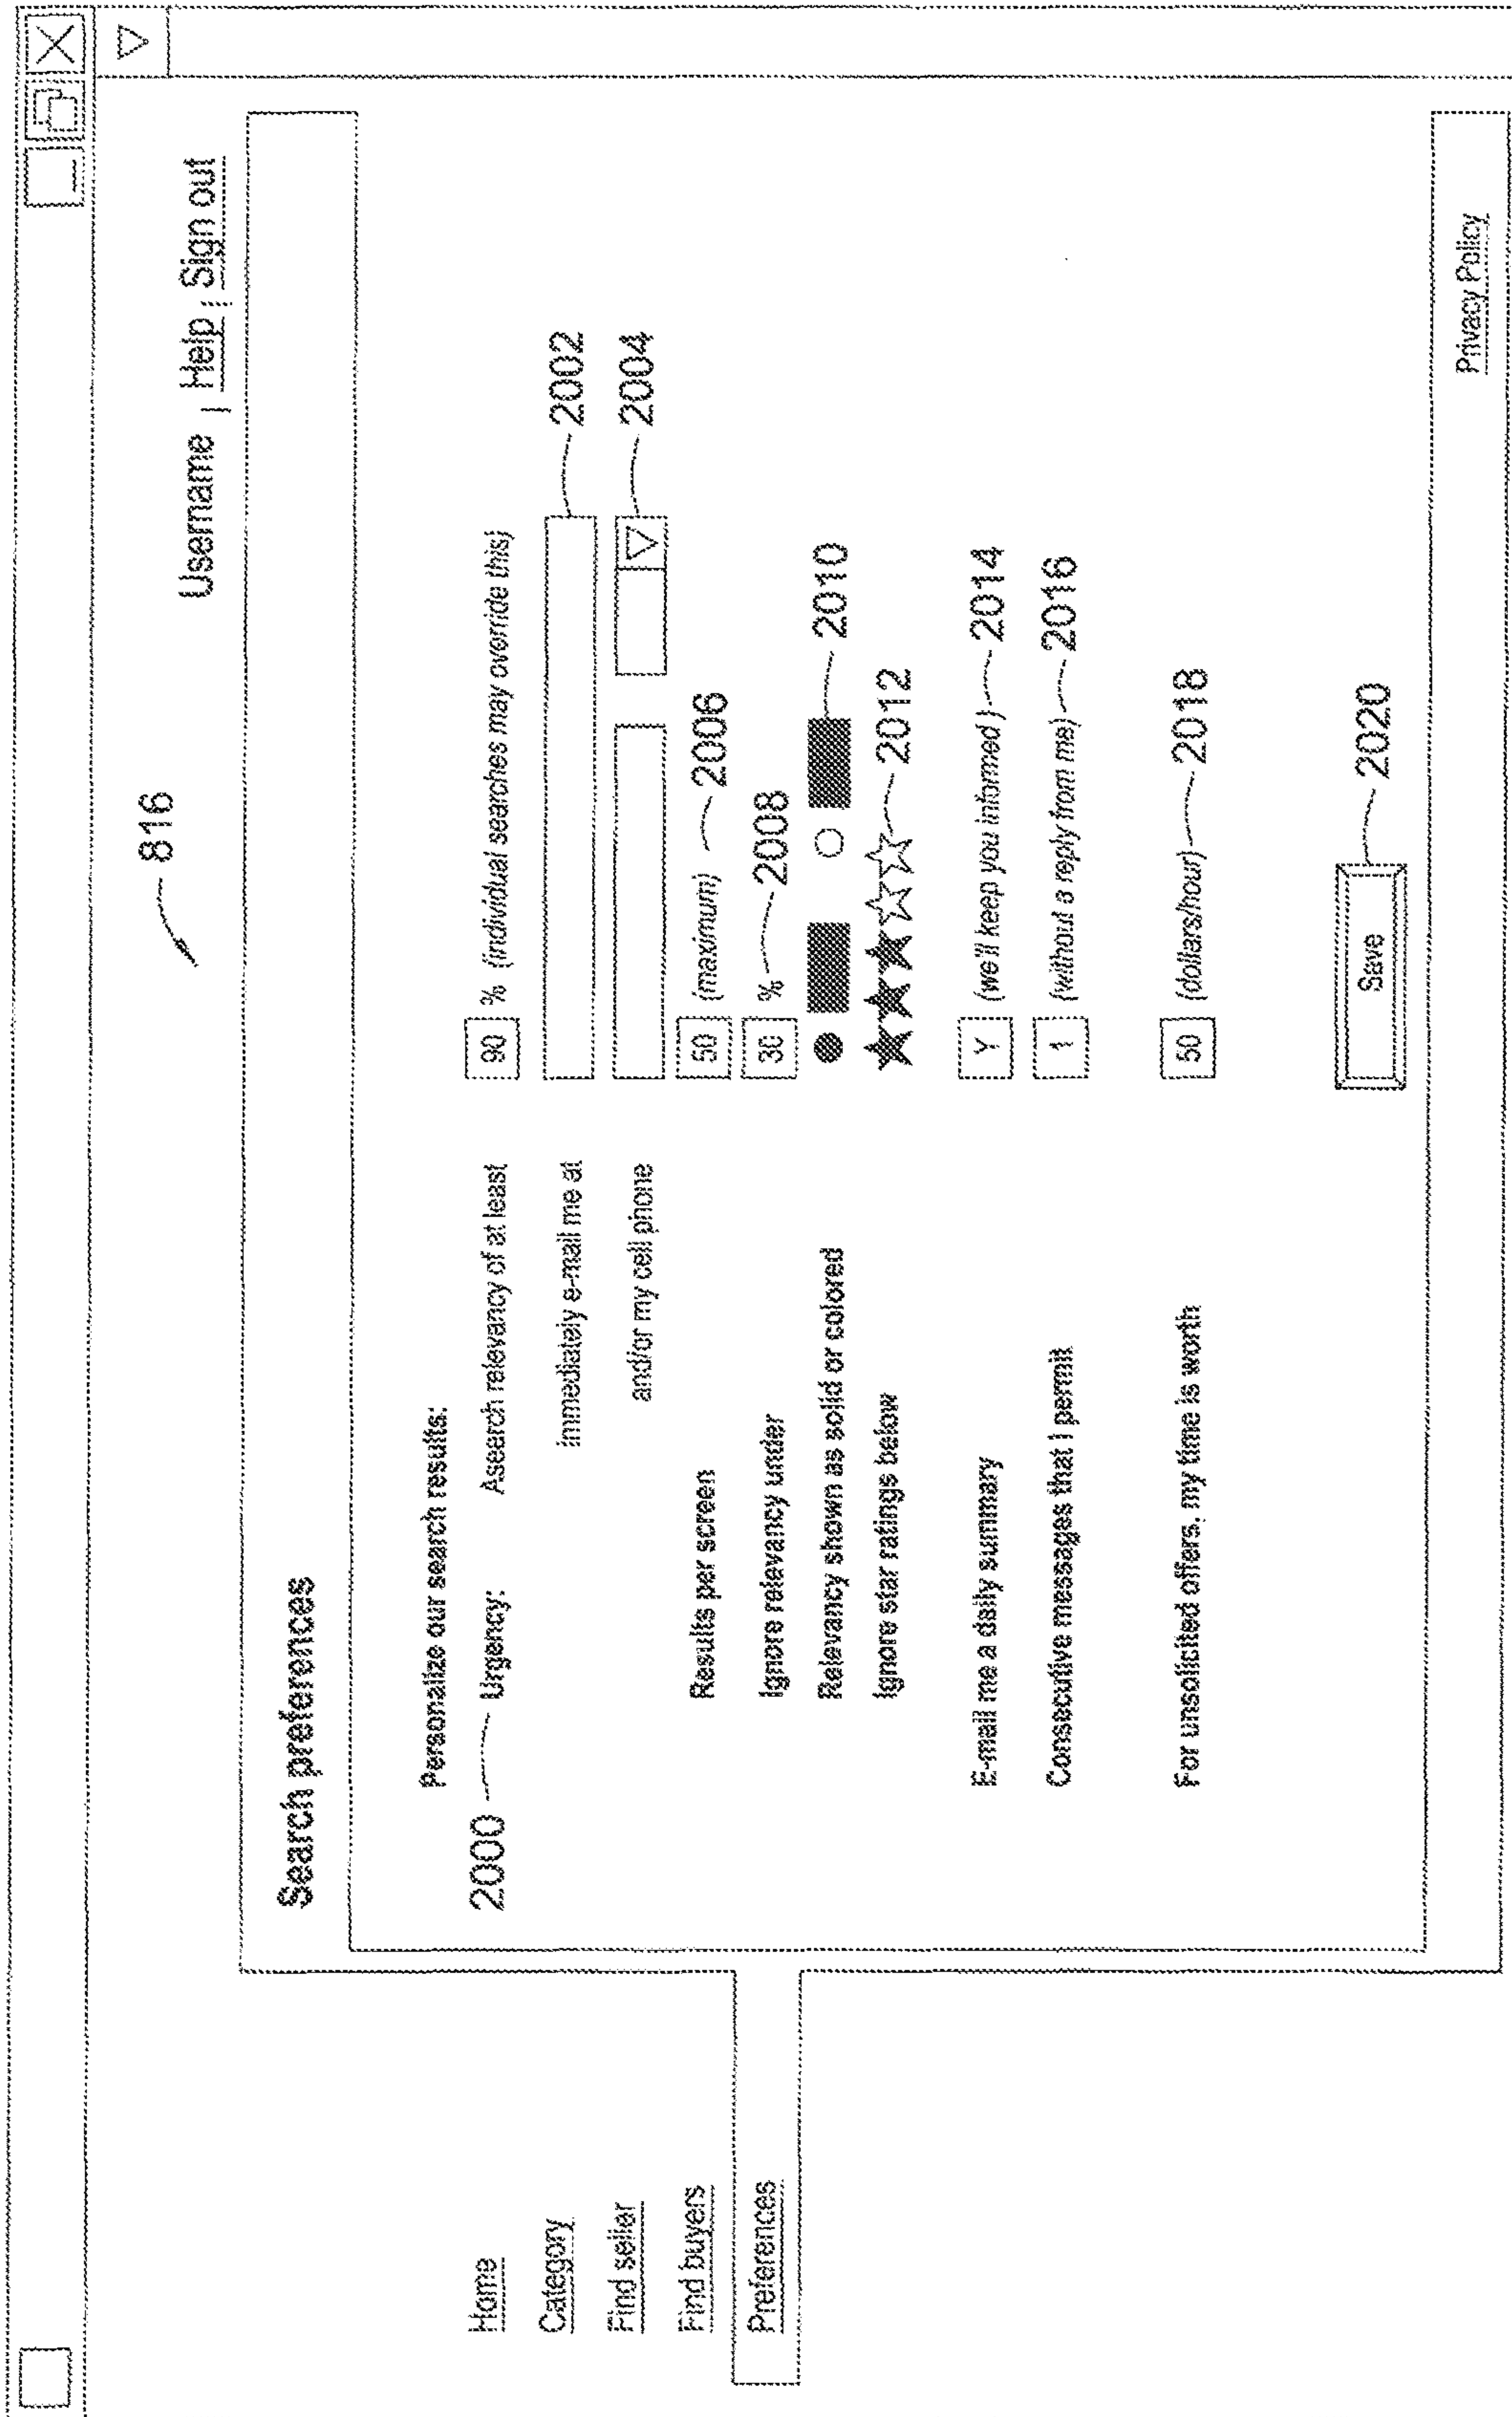 816
Username | Help | Sign out
Search preferences
Home
Category
Find seller
Find buyers
Preferences
Personalize our search results:
2000 Urgency: Aseerch relevancy of at least 90 % (individual searches may override this)
immediately e-mail me at 2002
and/or my cell phone 2004
Results per screen 50 (maximum) 2006
Ignore relevancy under 30 % 2008
Relevancy shown as solid or colored 2010
Ignore star ratings below 2012
E-mail me a daily summary Y (we'll keep you informed ) 2014
Consecutive messages that I permit 1 (without a reply from me) 2016
For unsolicited offers, my time is worth 50 (dollars/hour) 2018
Save 2020
Privacy Policy